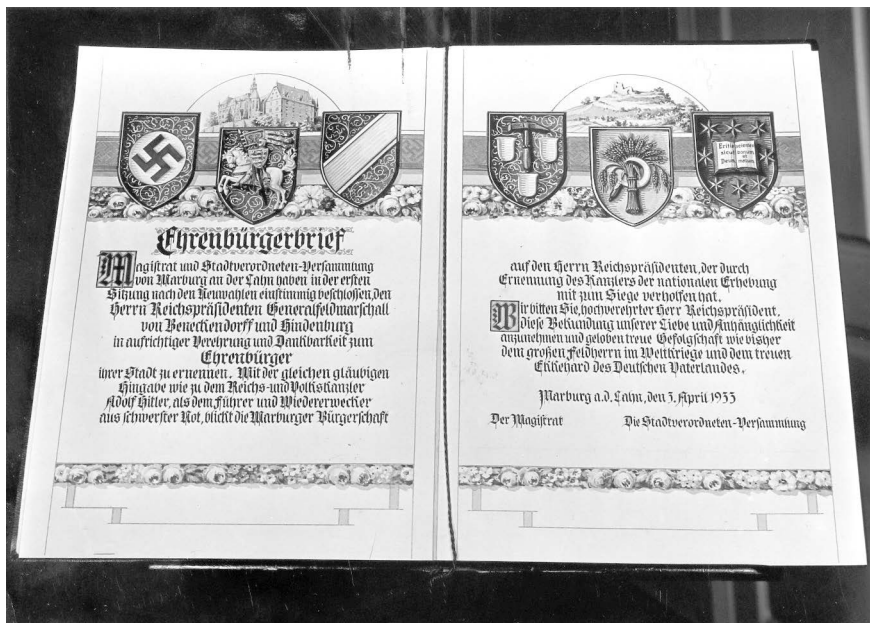 Ehrenbürgerbrief
Magistrat und Stadtverordneten-Versammlung
von Marburg an der Lahn haben in der ersten
Sitzung nach den Neuwahlen einstimmig beschlossen, den
Herrn Reichspräsidenten Generalfeldmarschall
von Beneckendorff und Hindenburg
in aufrichtiger Verehrung und Dankbarkeit zum
Ehrenbürger
ihrer Stadt zu ernennen. Mit der gleichen gläubigen
Hingabe wie zu dem Reichs-und Volkskanzler
Adolf Hitler, als dem Führer und Wiedererwecker
aus schwerster Not, blickt die Marburger Bürgerschaft
auf den Herrn Reichspräsidenten, der durch
Ernennung des Kanzlers der nationalen Erhebung
mit zum Siege verholfen hat.
Wir bitten Sie, hochverehrter Herr Reichspräsident,
diese Bekundung unserer Liebe und Anhänglichkeit
anzunehmen und geloben treue Gefolgschaft wie bisher
dem großen Feldherrn im Weltkriege und dem treuen
Ekkehard des Deutschen Vaterlandes.
Marburg a.d. Lahn, den 3. April 1933
Der Magistrat Die Stadtverordneten-Versammlung